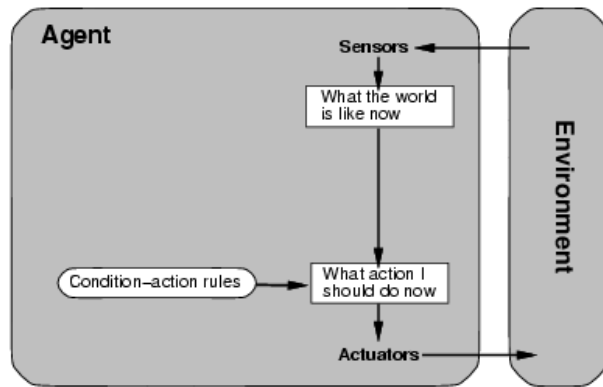 Agent
Sensors
What the world
is like now
Environment
Condition–action rules
What action I
should do now
Actuators